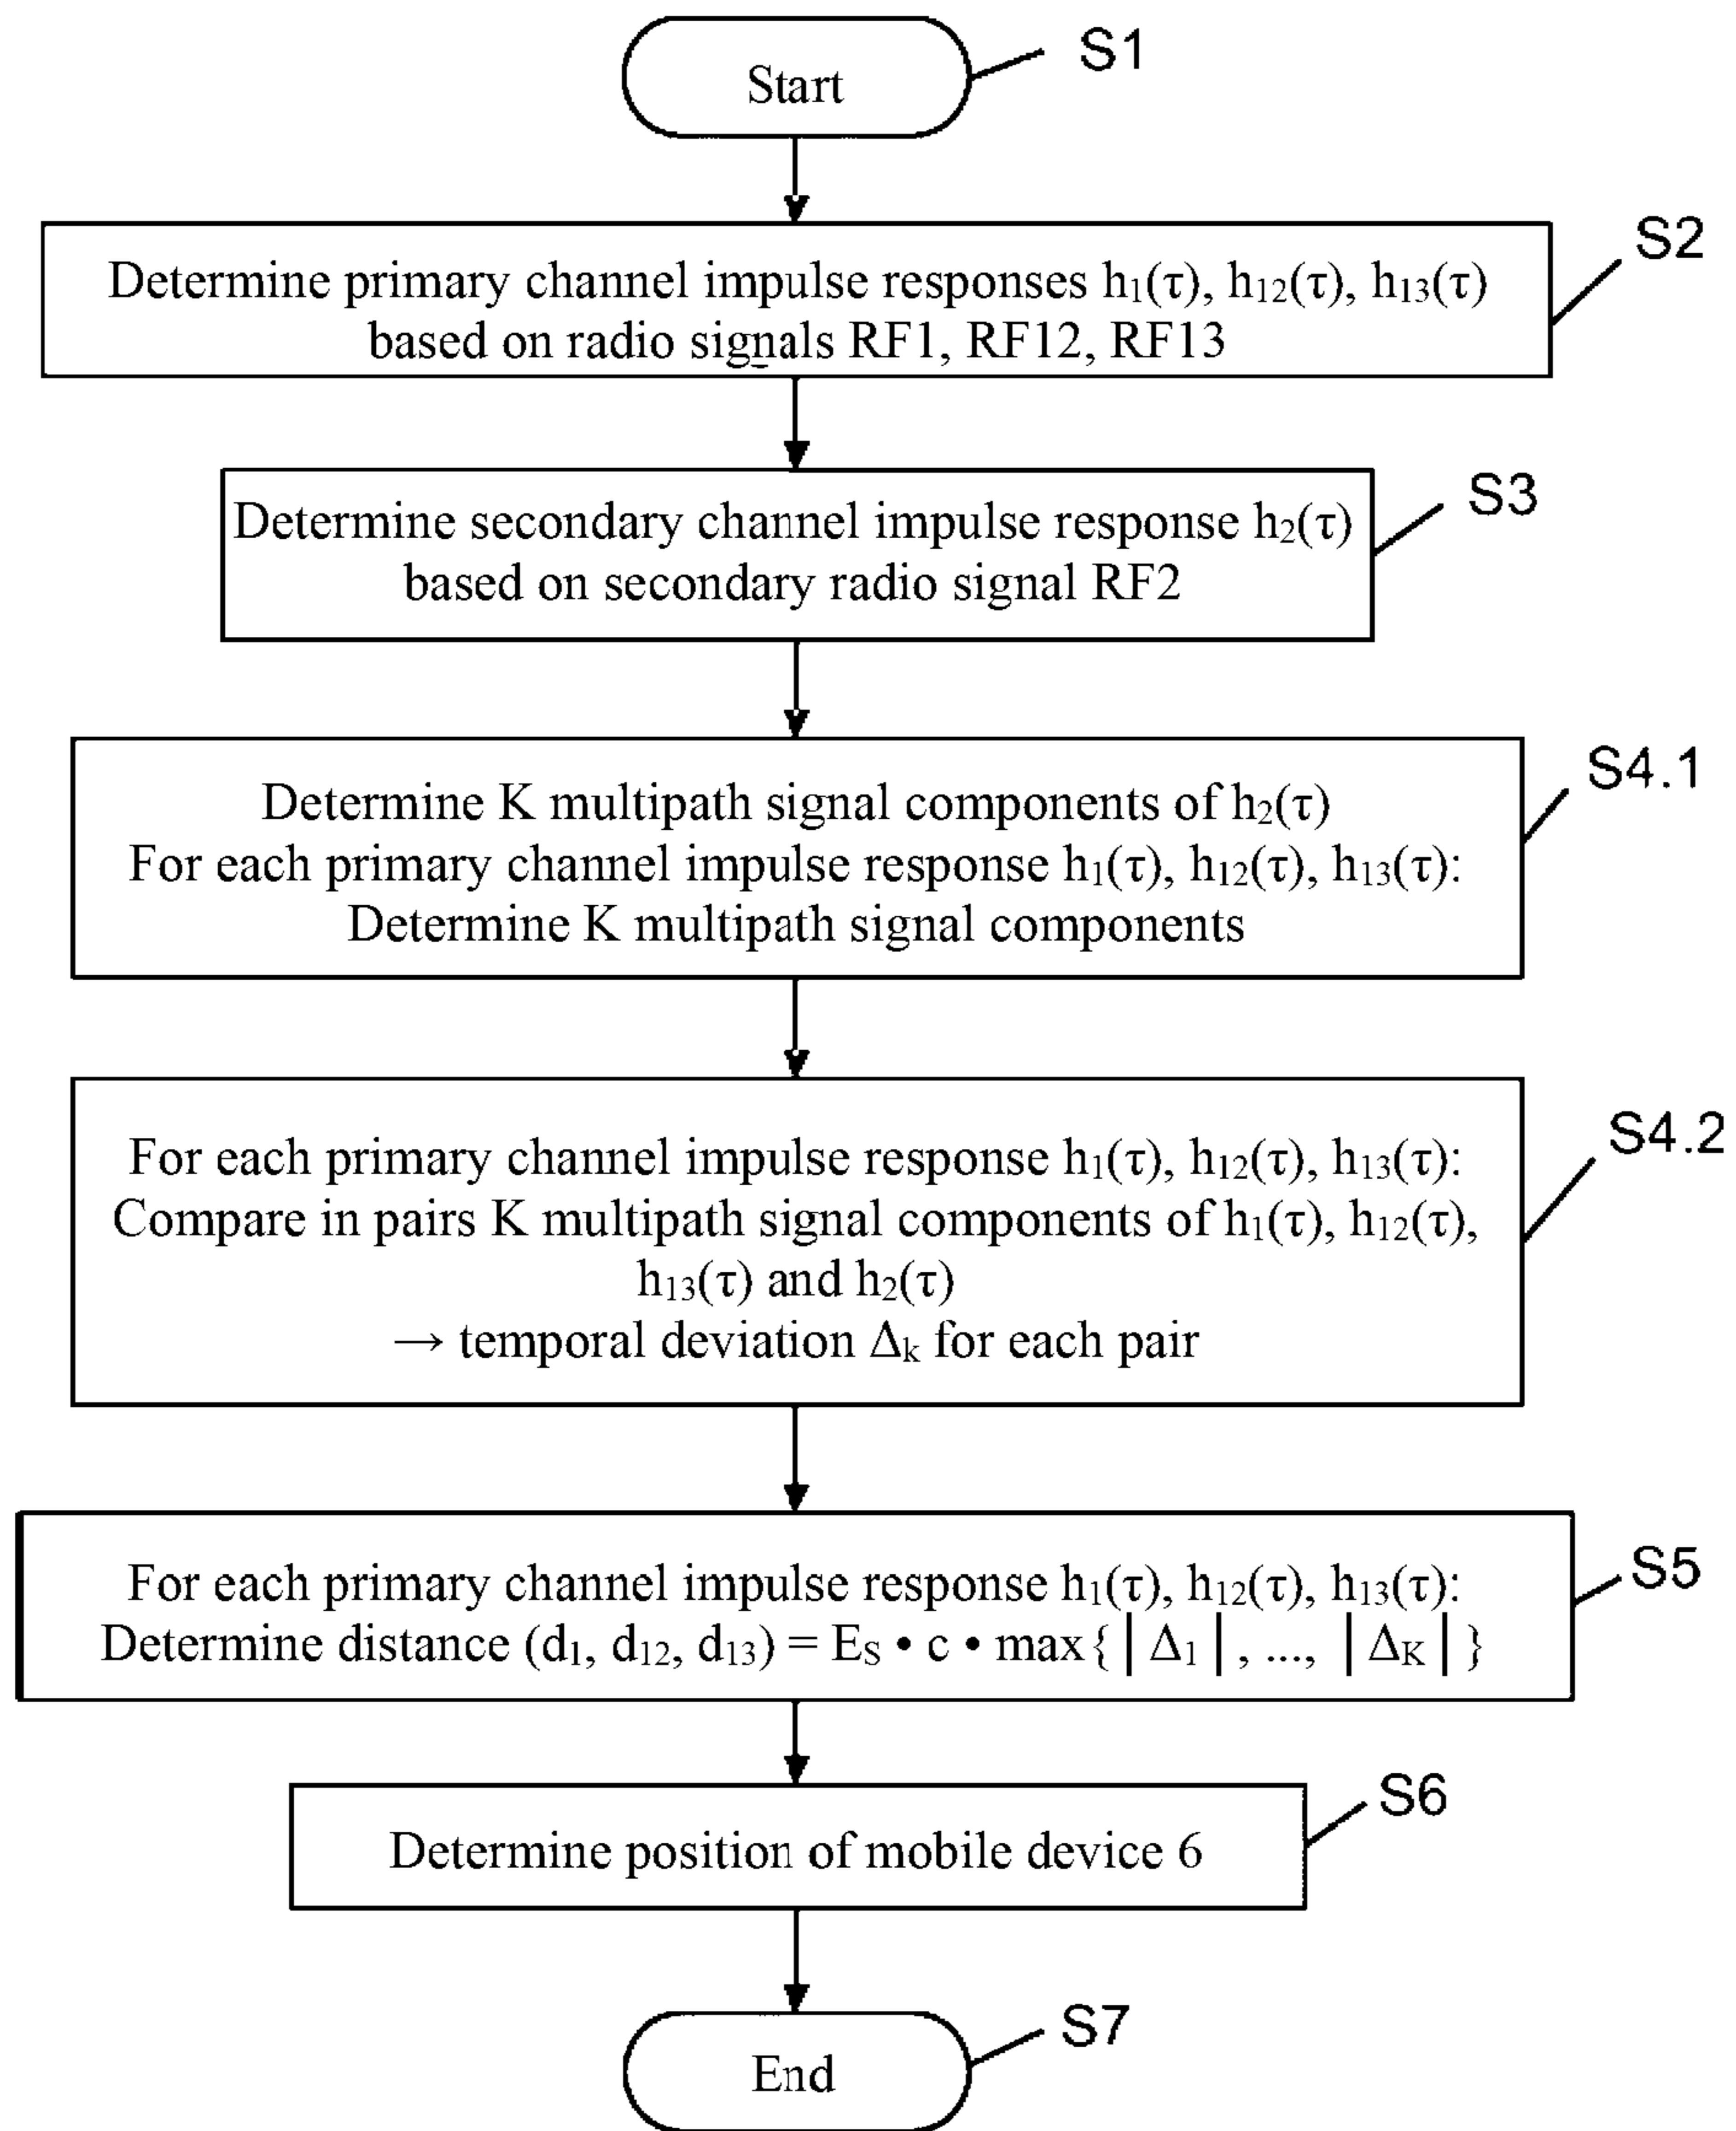 Start
S1
Determine primary channel impulse responses h₁(τ), h₁₂(τ), h₁₃(τ)
based on radio signals RF1, RF12, RF13
S2
Determine secondary channel impulse response h₂(τ)
based on secondary radio signal RF2
S3
Determine K multipath signal components of h₂(τ)
For each primary channel impulse response h₁(τ), h₁₂(τ), h₁₃(τ):
Determine K multipath signal components
S4.1
For each primary channel impulse response h₁(τ), h₁₂(τ), h₁₃(τ):
Compare in pairs K multipath signal components of h₁(τ), h₁₂(τ),
h₁₃(τ) and h₂(τ)
→ temporal deviation Δₖ for each pair
S4.2
For each primary channel impulse response h₁(τ), h₁₂(τ), h₁₃(τ):
Determine distance (d₁, d₁₂, d₁₃) = E_S • c • max{|Δ₁|, ..., |Δ_K|}
S5
Determine position of mobile device 6
S6
End
S7